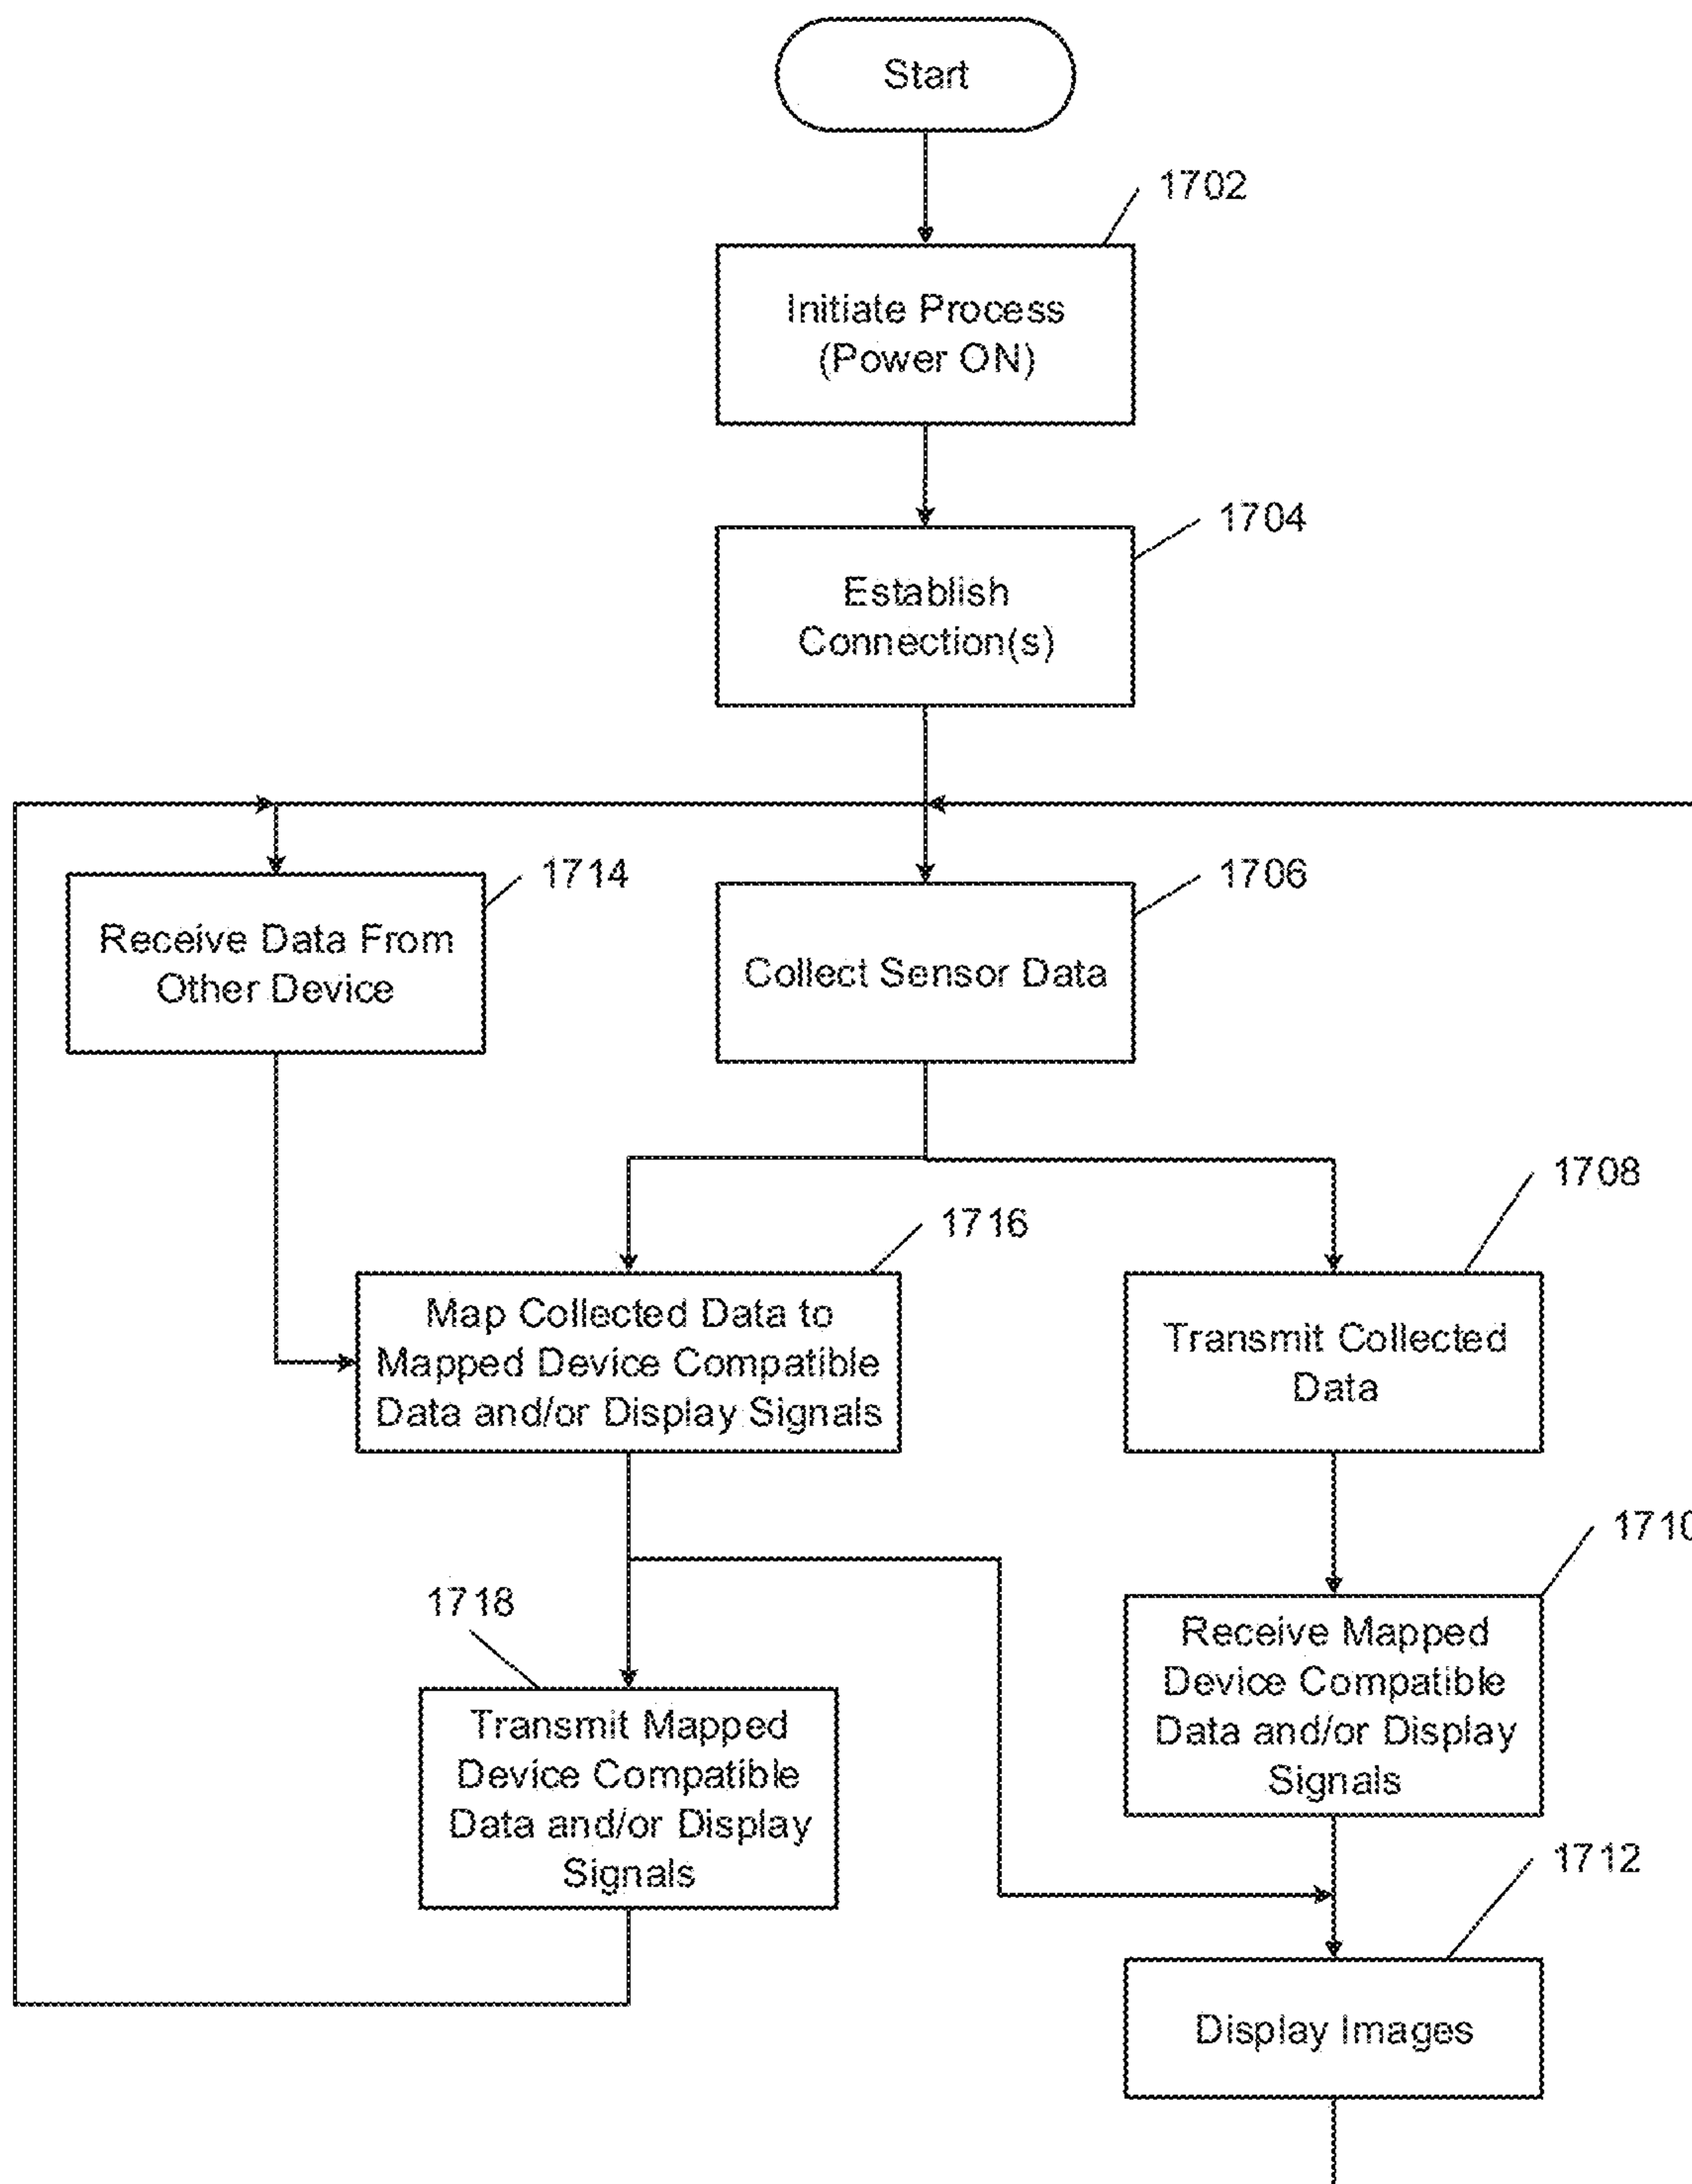 Start
1702
Initiate Process
(Power ON)
1704
Establish
Connection(s)
1714
Receive Data From
Other Device
1706
Collect Sensor Data
1708
1716
Map Collected Data to
Mapped Device Compatible
Data and/or Display Signals
Transmit Collected
Data
1710
1718
Transmit Mapped
Device Compatible
Data and/or Display
Signals
Receive Mapped
Device Compatible
Data and/or Display
Signals
1712
Display Images